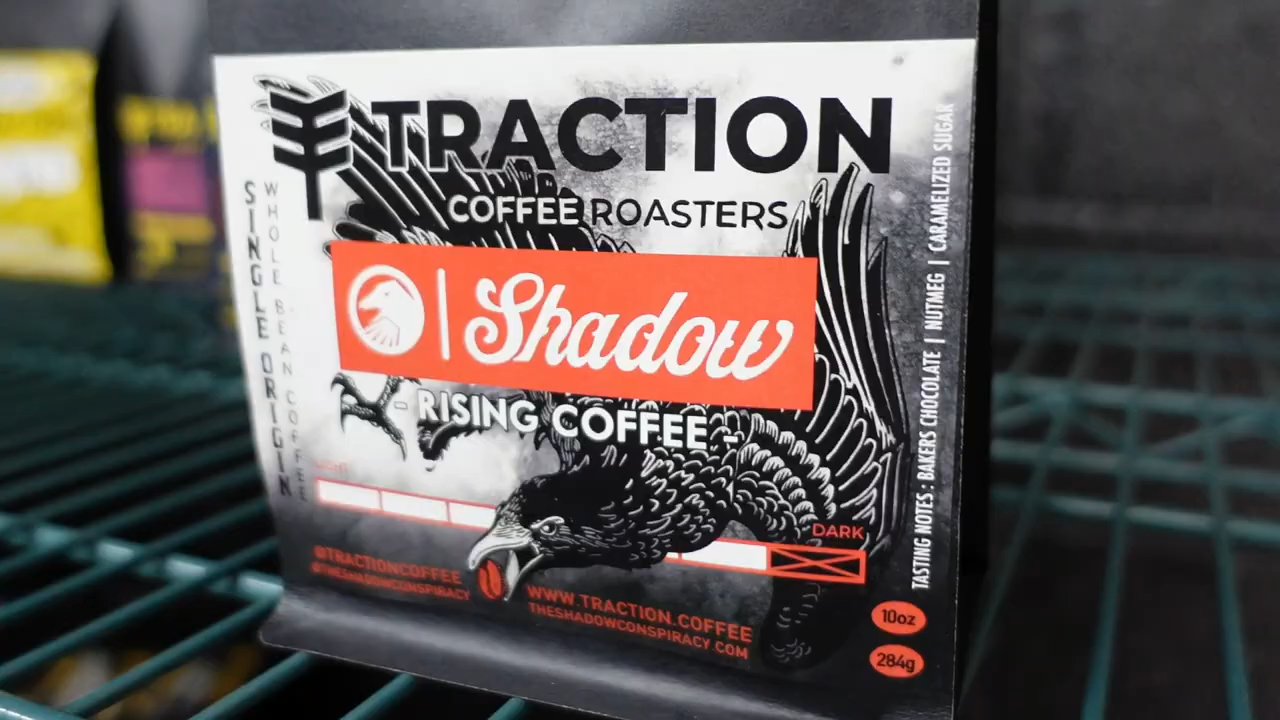 TRACTION
COFFEE ROASTERS
Shadow
- RISING COFFEE -
SINGLE ORIGIN
WHOLE BEAN COFFEE
LIGHT
DARK
@TRACTIONCOFFEE
@THESHADOWCONSPIRACY
WWW.TRACTION.COFFEE
THESHADOWCONSPIRACY.COM
TASTING NOTES: BAKERS CHOCOLATE | NUTMEG | CARAMELIZED SUGAR
10oz
284g